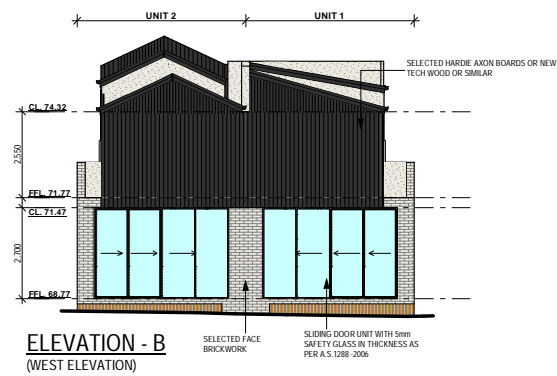 UNIT 2
UNIT 1
SELECTED HARDIE AXON BOARDS OR NEW
TECH WOOD OR SIMILAR
CL. 74.32
2,550
FFL. 71.77
CL. 71.47
2,700
FFL. 68.77
ELEVATION - B
(WEST ELEVATION)
SELECTED FACE
BRICKWORK
SLIDING DOOR UNIT WITH 5mm
SAFETY GLASS IN THICKNESS AS
PER A.S.1288 -2006